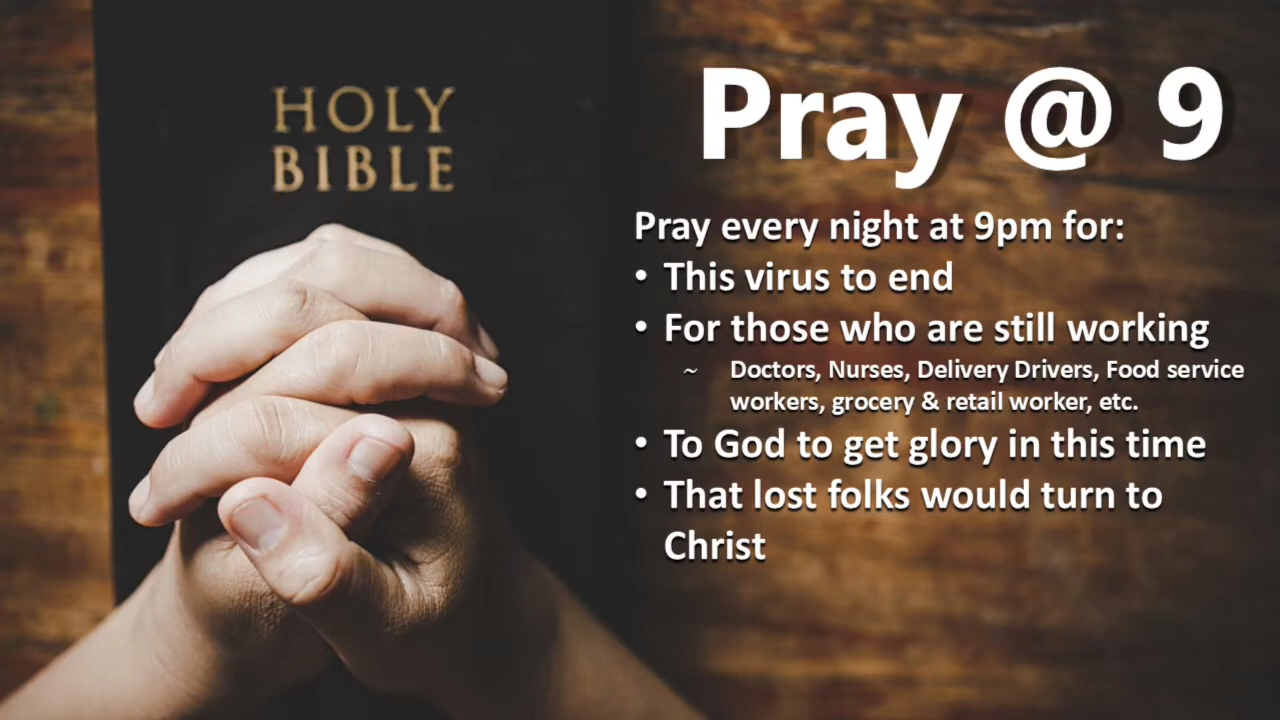 HOLY
BIBLE
Pray @ 9
Pray every night at 9pm for:
• This virus to end
• For those who are still working
~ Doctors, Nurses, Delivery Drivers, Food service
workers, grocery & retail worker, etc.
• To God to get glory in this time
• That lost folks would turn to
Christ